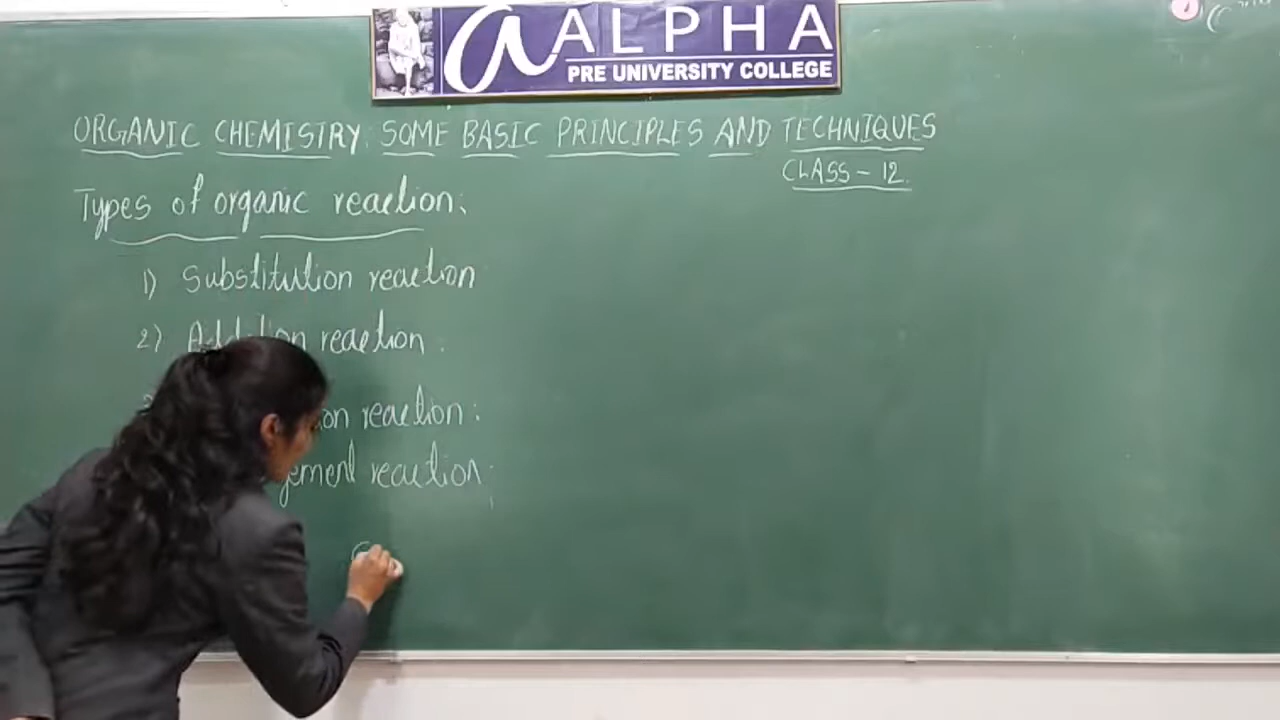 a ALPHA
PRE UNIVERSITY COLLEGE
ORGANIC CHEMISTRY: SOME BASIC PRINCIPLES AND TECHNIQUES
CLASS - 12.
Types of organic reaction:
1) Substitution reaction
2) Addition reaction:
reaction:
reaction: